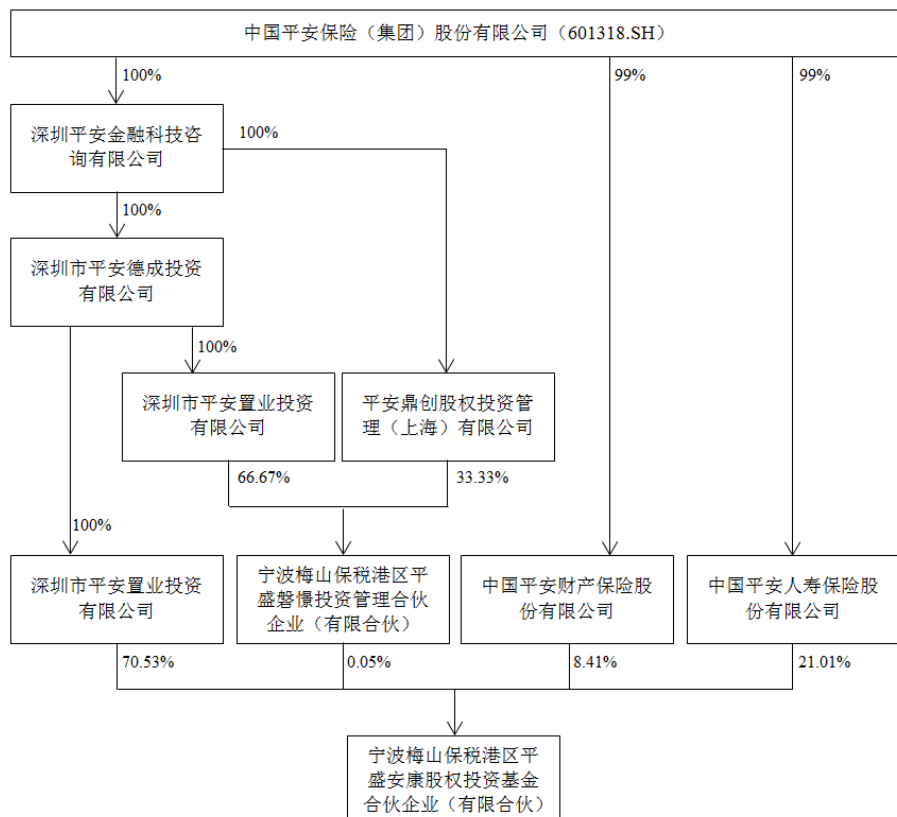 中国平安保险（集团）股份有限公司（601318.SH）
100%
99%
99%
深圳平安金融科技咨
询有限公司
100%
100%
深圳市平安德成投资
有限公司
100%
深圳市平安置业投资
有限公司
平安鼎创股权投资管
理（上海）有限公司
66.67%
33.33%
100%
深圳市平安置业投资
有限公司
宁波梅山保税港区平
盛磐憬投资管理合伙
企业（有限合伙）
中国平安财产保险股
份有限公司
中国平安人寿保险股
份有限公司
70.53%
0.05%
8.41%
21.01%
宁波梅山保税港区平
盛安康股权投资基金
合伙企业（有限合伙）